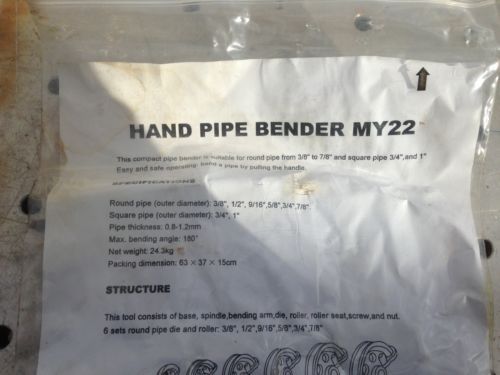 HAND PIPE BENDER MY22
This compact pipe bender is suitable for round pipe from 3/8" to 7/8" and square pipe 3/4",and 1"
Easy and safe operating: bend a pipe by pulling the handle.
SPECIFICATIONS
Round pipe (outer diameter): 3/8", 1/2", 9/16",5/8",3/4",7/8"
Square pipe (outer diameter): 3/4", 1"
Pipe thickness: 0.8-1.2mm
Max. bending angle: 180°
Net weight: 24.3kg
Packing dimension: 63 × 37 × 15cm
STRUCTURE
This tool consists of base, spindle,bending arm,die, roller, roller seat,screw,and nut.
6 sets round pipe die and roller: 3/8", 1/2",9/16",5/8",3/4",7/8"